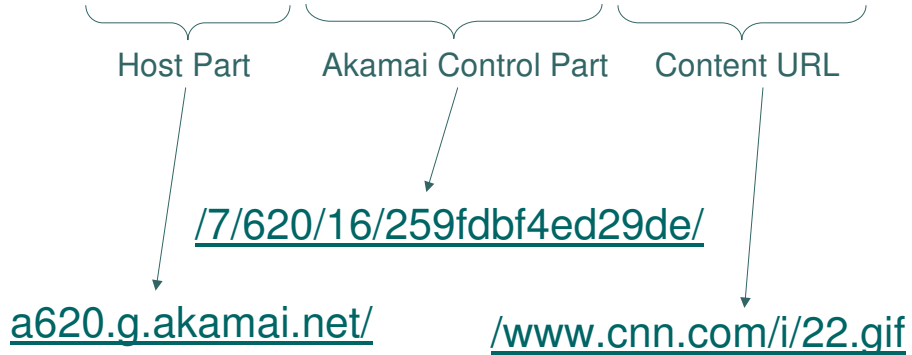 Host Part Akamai Control Part Content URL
/7/620/16/259fdbf4ed29de/
a620.g.akamai.net/ /www.cnn.com/i/22.gif